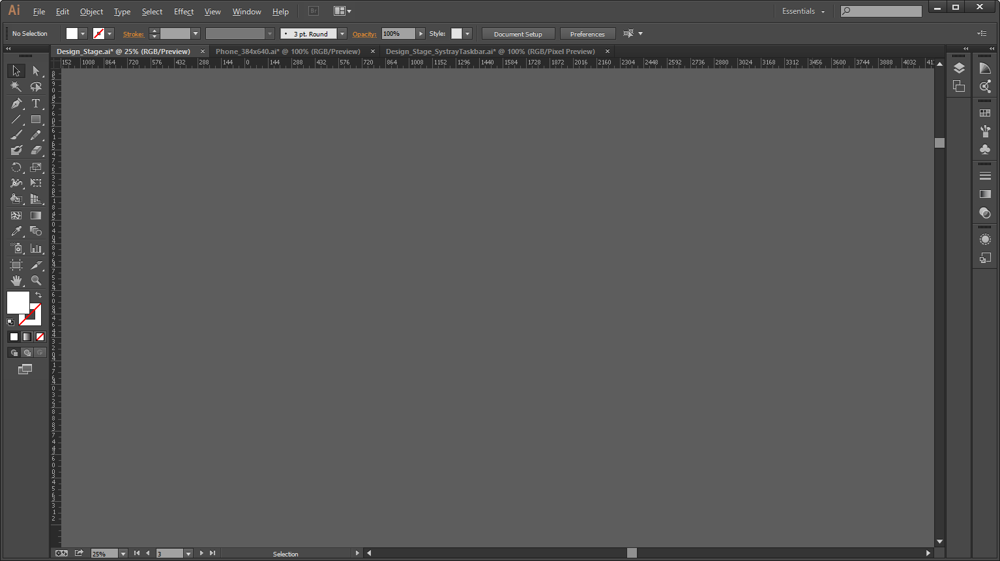 Ai File Edit Object Type Select Effect View Window Help Br Essentials
No Selection Stroke: 3 pt. Round Opacity: 100% Style: Document Setup Preferences
Design_Stage.ai* @ 25% (RGB/Preview) × Phone_384x640.ai* @ 100% (RGB/Preview) × Design_Stage_SystrayTaskbar.ai* @ 100% (RGB/Pixel Preview) ×
152 1008 864 720 576 432 288 144 0 144 288 432 576 720 864 1008 1152 1296 1440 1584 1728 1872 2016 2160 2304 2448 2592 2736 2880 3024 3168 3312 3456 3600 3744 3888 4032
25% 3 Selection